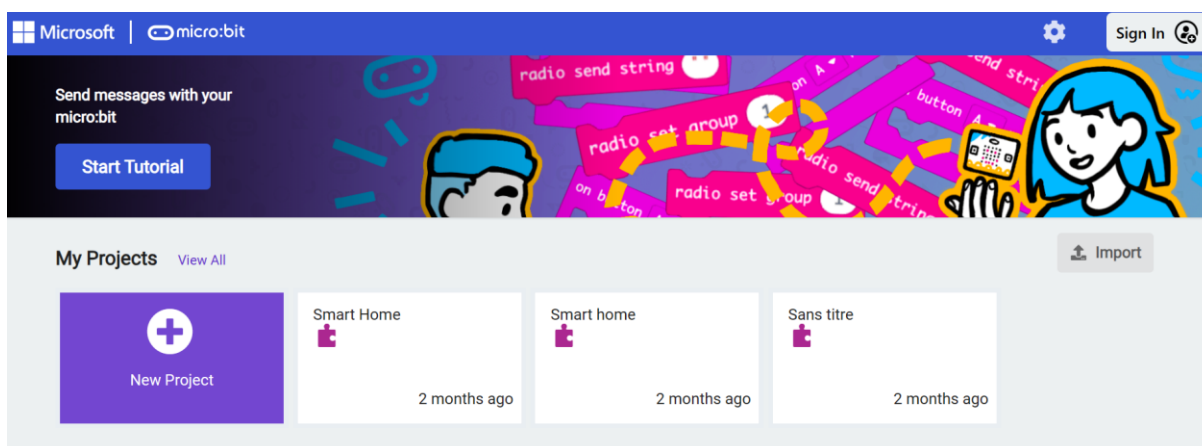 Microsoft | micro:bit
Sign In
Send messages with your
micro:bit
Start Tutorial
radio send string
radio set group 1
on button
radio set group 1
radio send string
on A
button A
send stri
My Projects View All
Import
New Project
Smart Home
2 months ago
Smart home
2 months ago
Sans titre
2 months ago